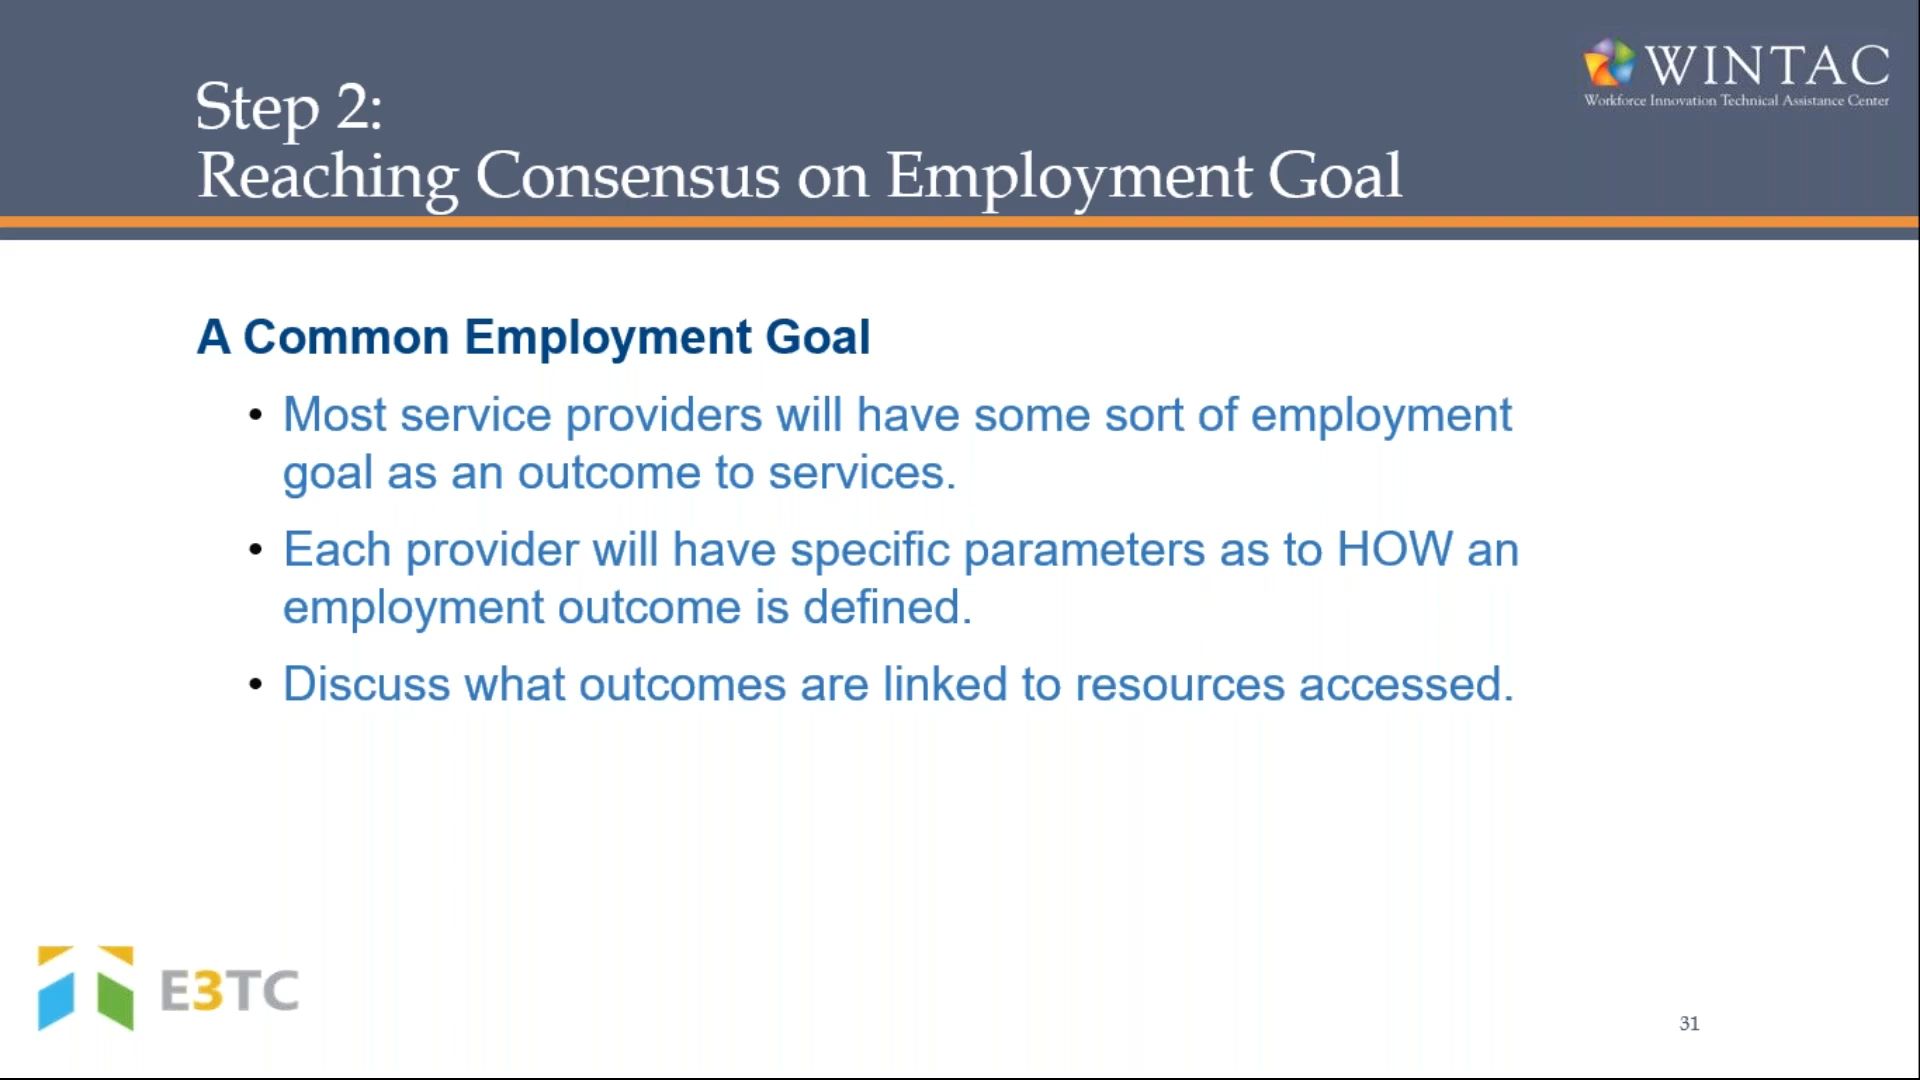 WINTAC
Workforce Innovation Technical Assistance Center
Step 2:
Reaching Consensus on Employment Goal
A Common Employment Goal
• Most service providers will have some sort of employment
goal as an outcome to services.
• Each provider will have specific parameters as to HOW an
employment outcome is defined.
• Discuss what outcomes are linked to resources accessed.
E3TC
31